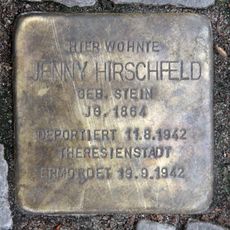 HIER WOHNTE
JENNY HIRSCHFELD
GEB. STEIN
JG. 1864
DEPORTIERT 11.8.1942
THERESIENSTADT
ERMORDET 19.9.1942